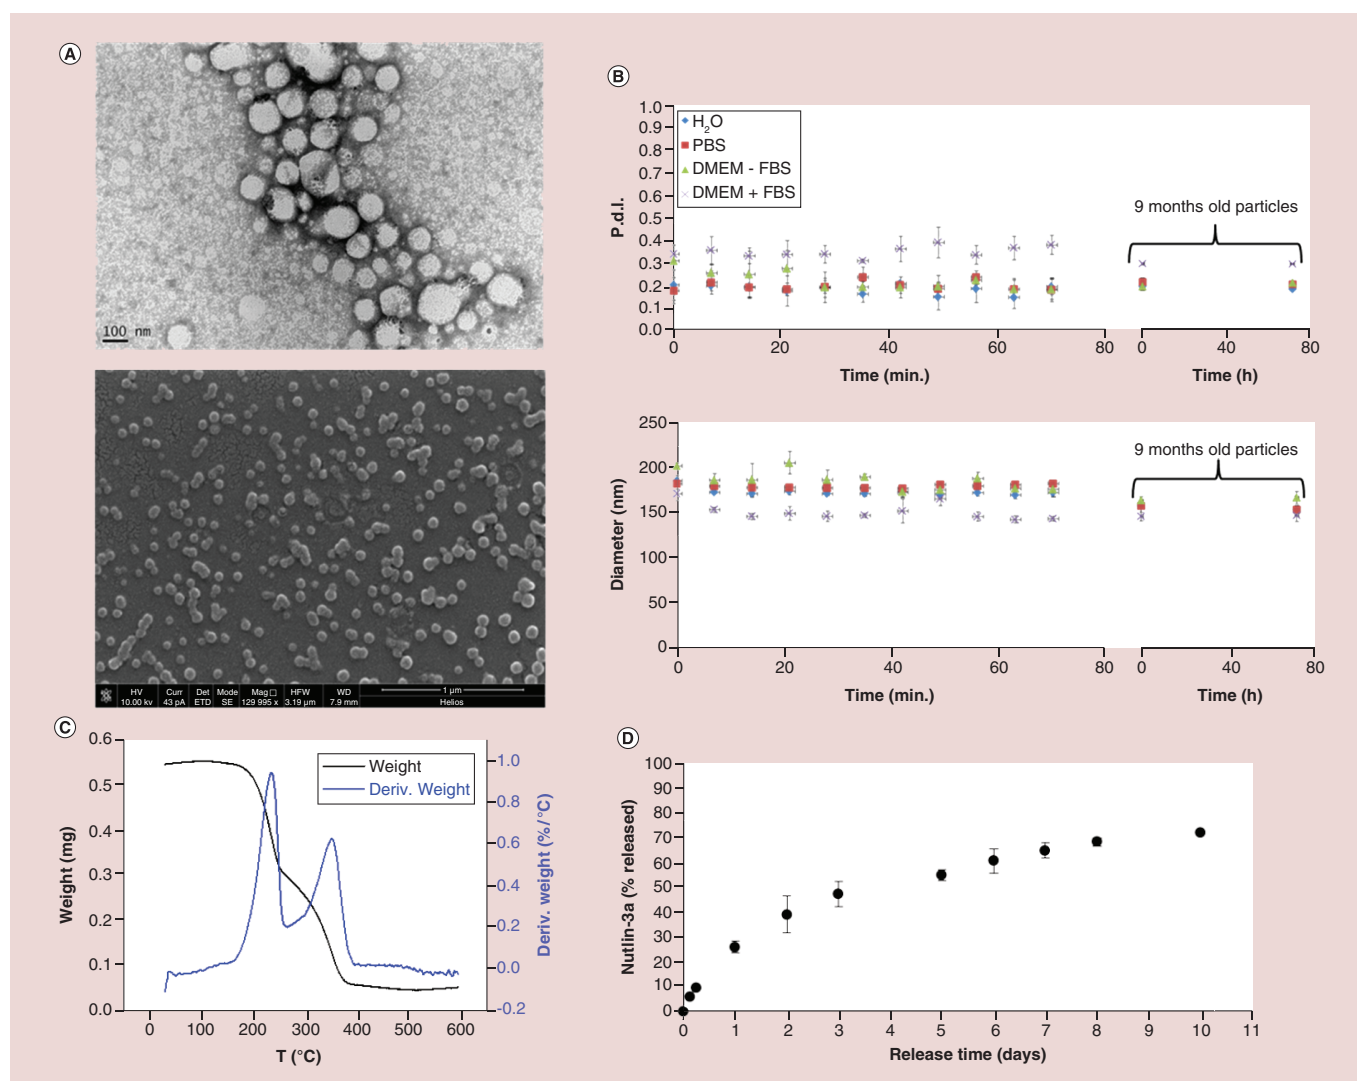 A
100 nm
HV Curr Det Mode Mag HFW WD 1 µm
10.00 kv 43 pA ETD SE 129 995 x 3.19 µm 7.9 mm Helios
B
P.d.I.
1.0
0.9
0.8
0.7
0.6
0.5
0.4
0.3
0.2
0.1
0.0
H2O
PBS
DMEM - FBS
DMEM + FBS
9 months old particles
0 20 40 60 80 0 40 80
Time (min.) Time (h)
Diameter (nm)
250
200
150
100
50
0
9 months old particles
0 20 40 60 80 0 40 80
Time (min.) Time (h)
C
Weight (mg)
0.6
0.5
0.4
0.3
0.2
0.1
0.0
Weight
Deriv. Weight
1.0
0.8
0.6
0.4
0.2
0.0
-0.2
Deriv. weight (%/°C)
0 100 200 300 400 500 600
T (°C)
D
Nutlin-3a (% released)
100
90
80
70
60
50
40
30
20
10
0
0 1 2 3 4 5 6 7 8 9 10 11
Release time (days)